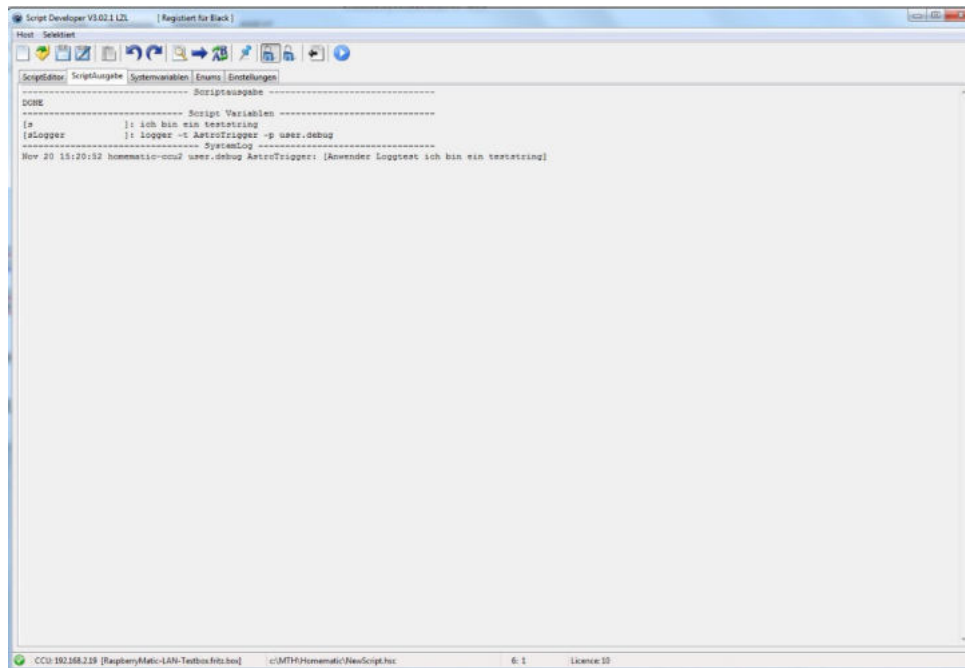 Script Developer V3.02.1 LZL [ Registiert für Black ]
Host Selektiert
ScriptEditor ScriptAusgabe Systemvariablen Enums Einstellungen
------------------------------ Scriptausgabe ------------------------------
DONE
----------------------------- Script Variablen ----------------------------
[s ]: ich bin ein teststring
[sLogger ]: logger -t AstroTrigger -p user.debug
-------------------------------- SystemLog --------------------------------
Nov 20 15:20:52 homematic-ccu2 user.debug AstroTrigger: [Anwender Loggtest ich bin ein teststring]
CCU: 192.168.2.19 [RaspberryMatic-LAN-Testbox.fritz.box] c:\MTH\Homematic\NewScript.hsc 6: 1 Licence: 10